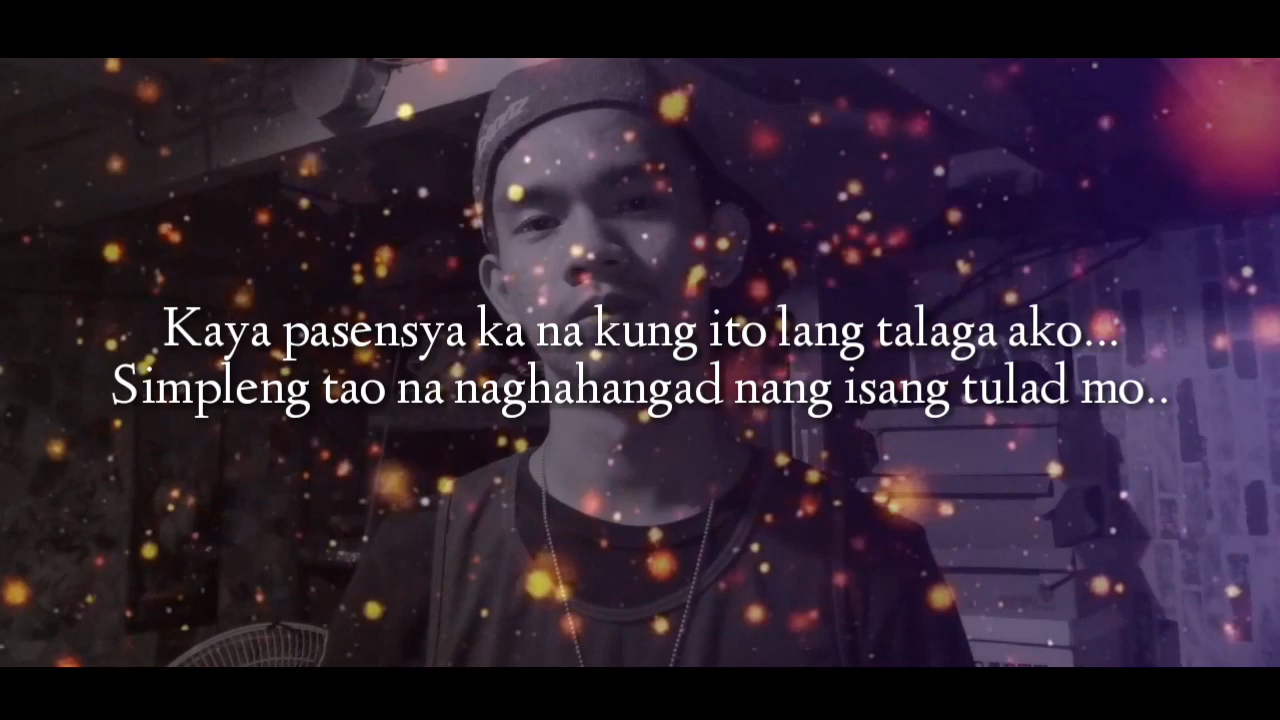 Kaya pasensya ka na kung ito lang talaga ako...
Simpleng tao na naghahangad nang isang tulad mo..